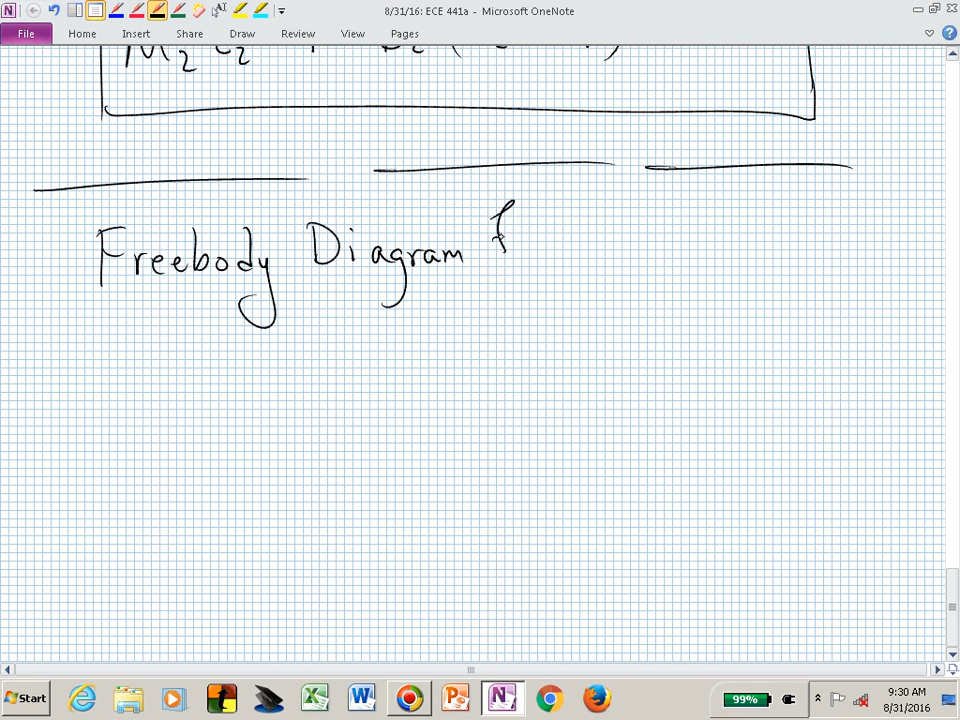 8/31/16: ECE 441a - Microsoft OneNote
File Home Insert Share Draw Review View Pages
Freebody Diagram f
99%
9:30 AM
8/31/2016
Start